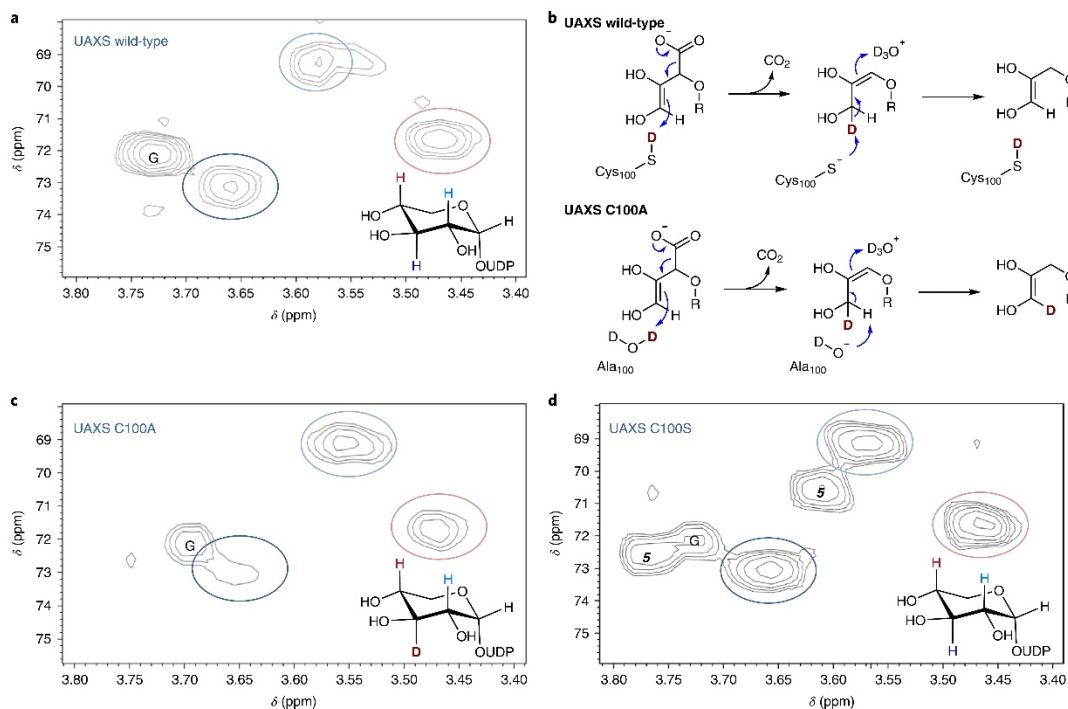 a
UAXS wild-type
G
H
H
HO
HO
H
OH
H
OUDP
δ (ppm)
69
70
71
72
73
74
75
3.80 3.75 3.70 3.65 3.60 3.55 3.50 3.45 3.40
δ (ppm)
b
UAXS wild-type
O⁻
O
HO
HO
H
O
R
D
S
Cys100
CO2
D3O⁺
HO
O
HO
H
R
D
S⁻
Cys100
HO
O
HO
H
D
S
Cys100
UAXS C100A
O⁻
O
HO
HO
H
O
R
D
D
O
Ala100
CO2
D3O⁺
HO
O
HO
H
R
D
D
O⁻
Ala100
HO
O
HO
D
c
UAXS C100A
G
H
H
HO
HO
D
OH
H
OUDP
δ (ppm)
69
70
71
72
73
74
75
3.80 3.75 3.70 3.65 3.60 3.55 3.50 3.45 3.40
δ (ppm)
d
UAXS C100S
5
5
G
H
H
HO
HO
H
OH
H
OUDP
δ (ppm)
69
70
71
72
73
74
75
3.80 3.75 3.70 3.65 3.60 3.55 3.50 3.45 3.40
δ (ppm)